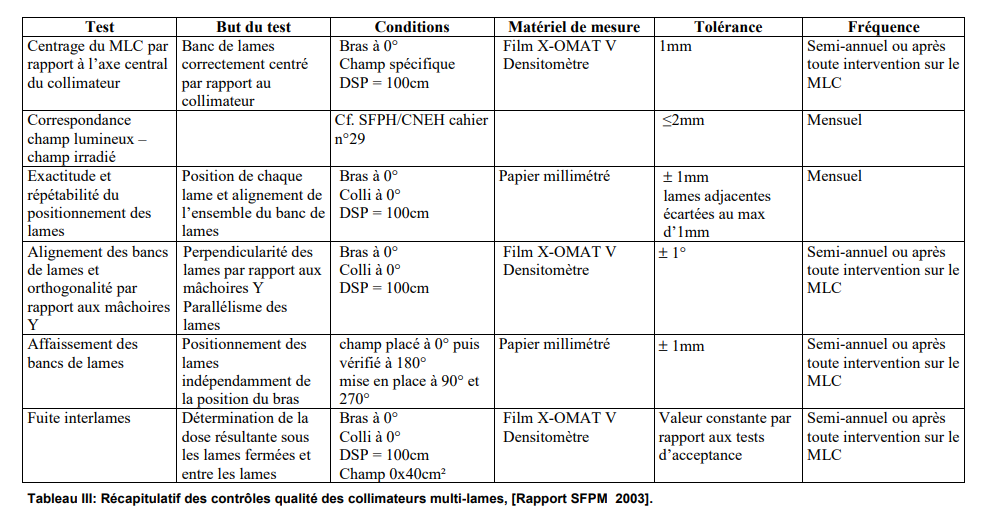 Test
But du test
Conditions
Matériel de mesure
Tolérance
Fréquence
Centrage du MLC par
rapport à l'axe central
du collimateur
Banc de lames
correctement centré
par rapport au
collimateur
Bras à 0°
Champ spécifique
DSP = 100cm
Film X-OMAT V
Densitomètre
1mm
Semi-annuel ou après
toute intervention sur le
MLC
Correspondance
champ lumineux –
champ irradié
Cf. SFPH/CNEH cahier
n°29
≤2mm
Mensuel
Exactitude et
répétabilité du
positionnement des
lames
Position de chaque
lame et alignement de
l'ensemble du banc de
lames
Bras à 0°
Colli à 0°
DSP = 100cm
Papier millimétré
± 1mm
lames adjacentes
écartées au max
d'1mm
Mensuel
Alignement des bancs
de lames et
orthogonalité par
rapport aux mâchoires
Y
Perpendicularité des
lames par rapport aux
mâchoires Y
Parallélisme des
lames
Bras à 0°
Colli à 0°
DSP = 100cm
Film X-OMAT V
Densitomètre
± 1°
Semi-annuel ou après
toute intervention sur le
MLC
Affaissement des
bancs de lames
Positionnement des
lames
indépendamment de
la position du bras
champ placé à 0° puis
vérifié à 180°
mise en place à 90° et
270°
Papier millimétré
± 1mm
Semi-annuel ou après
toute intervention sur le
MLC
Fuite interlames
Détermination de la
dose résultante sous
les lames fermées et
entre les lames
Bras à 0°
Colli à 0°
DSP = 100cm
Champ 0x40cm²
Film X-OMAT V
Densitomètre
Valeur constante par
rapport aux tests
d'acceptance
Semi-annuel ou après
toute intervention sur le
MLC
Tableau III: Récapitulatif des contrôles qualité des collimateurs multi-lames, [Rapport SFPM 2003].